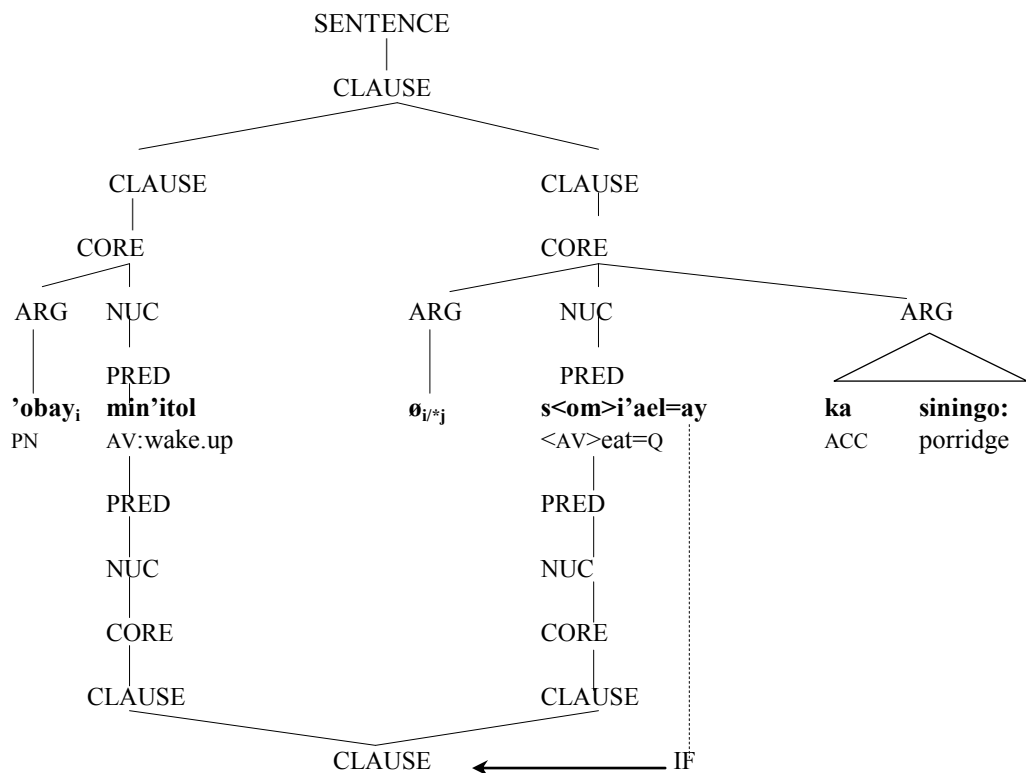 SENTENCE
CLAUSE
CLAUSE CLAUSE
CORE CORE
ARG NUC ARG NUC ARG
PRED PRED
’obayᵢ min’itol øᵢ/*ⱼ s<om>i’ael=ay ka siningo:
PN AV:wake.up <AV>eat=Q ACC porridge
PRED PRED
NUC NUC
CORE CORE
CLAUSE CLAUSE
CLAUSE IF